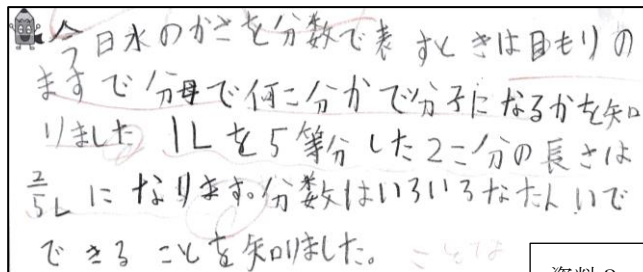 今日水のかさを分数で表すときは目もりの
ますで分母で何こ分かで分子になるかを知
りました 1Lを5等分した2こ分の長さは
2/5L になります。分数はいろいろなたんいで
できることを知りました。